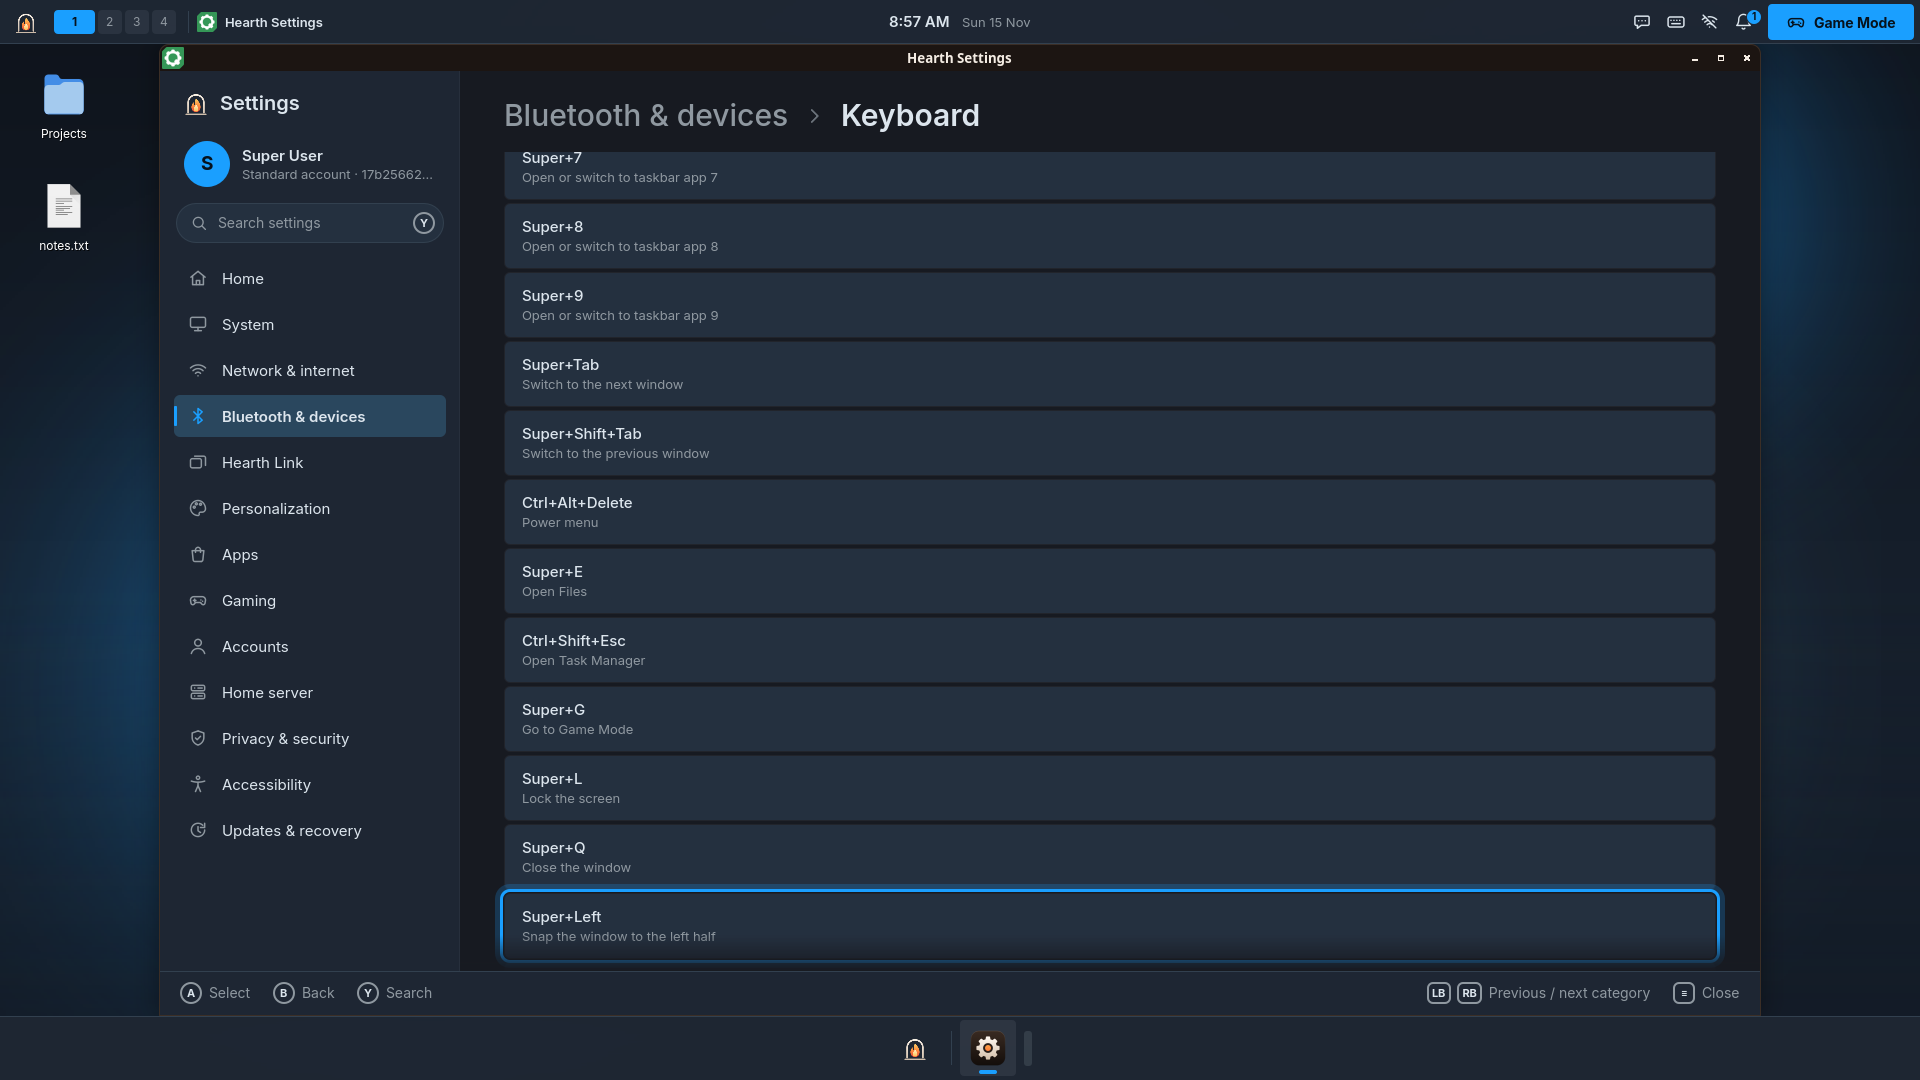 1
2
3
4
Hearth Settings
8:57 AM
Sun 15 Nov
1
Game Mode
Hearth Settings
Projects
notes.txt
Settings
S
Super User
Standard account · 17b25662...
Search settings
Y
Home
System
Network & internet
Bluetooth & devices
Hearth Link
Personalization
Apps
Gaming
Accounts
Home server
Privacy & security
Accessibility
Updates & recovery
Bluetooth & devices
Keyboard
Super+7
Open or switch to taskbar app 7
Super+8
Open or switch to taskbar app 8
Super+9
Open or switch to taskbar app 9
Super+Tab
Switch to the next window
Super+Shift+Tab
Switch to the previous window
Ctrl+Alt+Delete
Power menu
Super+E
Open Files
Ctrl+Shift+Esc
Open Task Manager
Super+G
Go to Game Mode
Super+L
Lock the screen
Super+Q
Close the window
Super+Left
Snap the window to the left half
A Select
B Back
Y Search
LB RB Previous / next category
Close